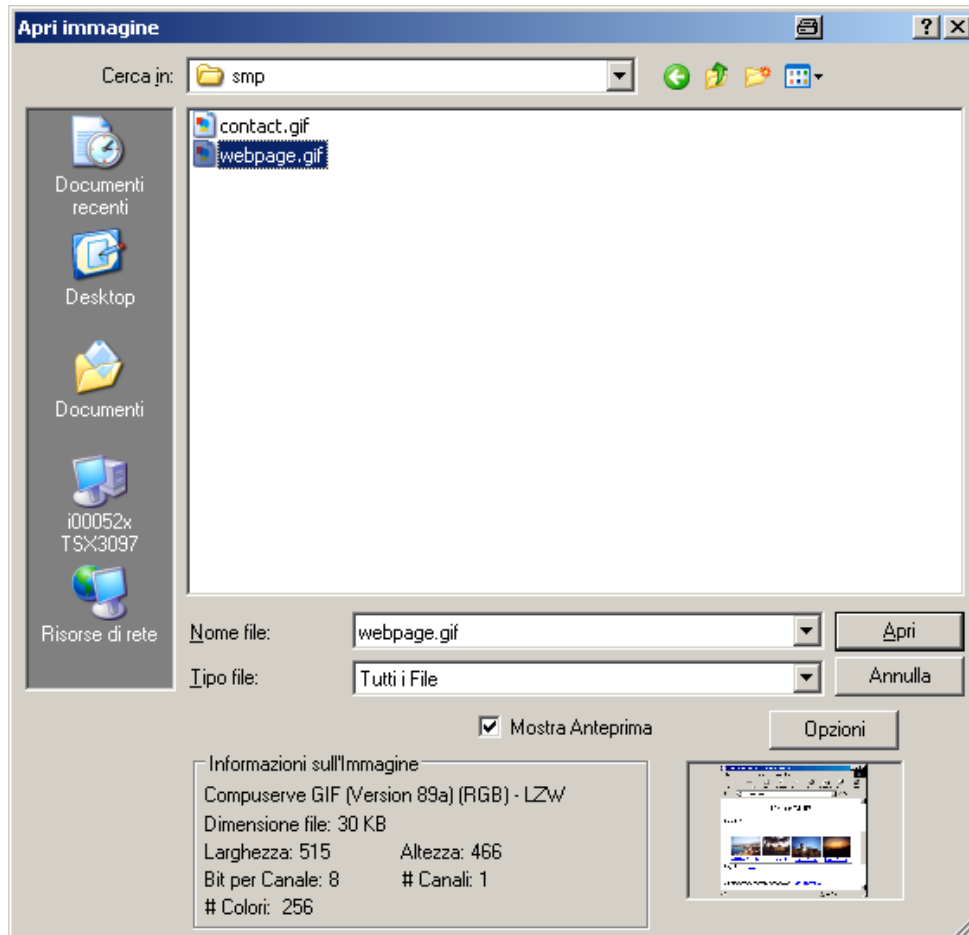 Apri immagine
Cerca in: smp
contact.gif
webpage.gif
Documenti
recenti
Desktop
Documenti
i00052x
TSX3097
Risorse di rete
Nome file: webpage.gif Apri
Tipo file: Tutti i File Annulla
Mostra Anteprima Opzioni
Informazioni sull'Immagine
Compuserve GIF (Version 89a) (RGB) - LZW
Dimensione file: 30 KB
Larghezza: 515 Altezza: 466
Bit per Canale: 8 # Canali: 1
# Colori: 256